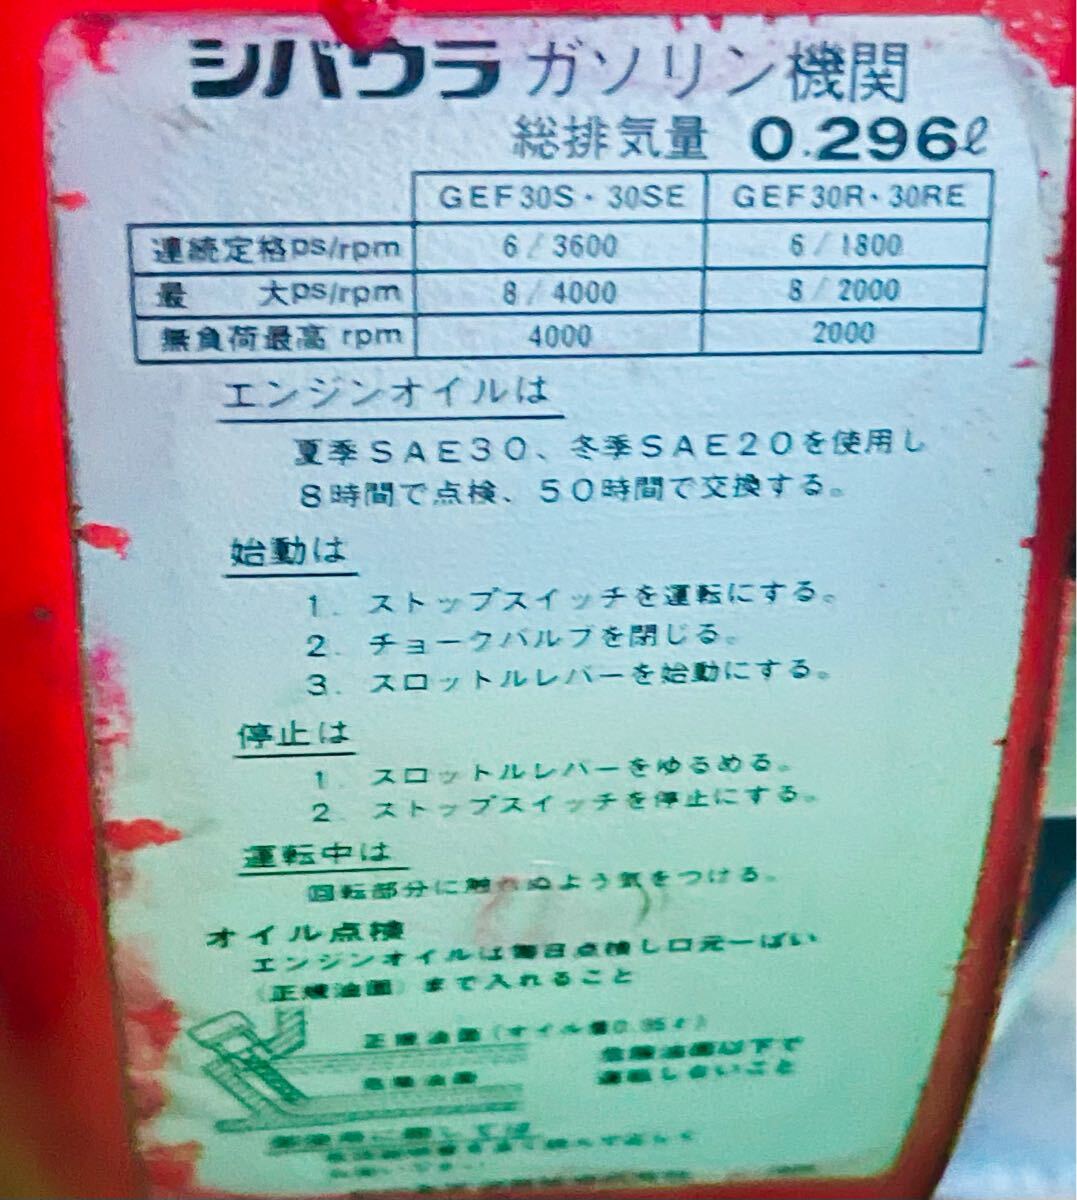 シバウラ ガソリン機関
総排気量 0.296ℓ
GEF30S・30SE GEF30R・30RE
連続定格ps/rpm 6/3600 6/1800
最 大ps/rpm 8/4000 8/2000
無負荷最高 rpm 4000 2000
エンジンオイルは
夏季SAE30、冬季SAE20を使用し
8時間で点検、50時間で交換する。
始動は
1. ストップスイッチを運転にする。
2. チョークバルブを閉じる。
3. スロットルレバーを始動にする。
停止は
1. スロットルレバーをゆるめる。
2. ストップスイッチを停止にする。
運転中は
回転部分に触れぬよう気をつける。
オイル点検
エンジンオイルは毎日点検し口元一ぱい
(正規油面)まで入れること
正規油面(オイル量0.85ℓ)
危険油面以下で
危険油面
運転しないこと